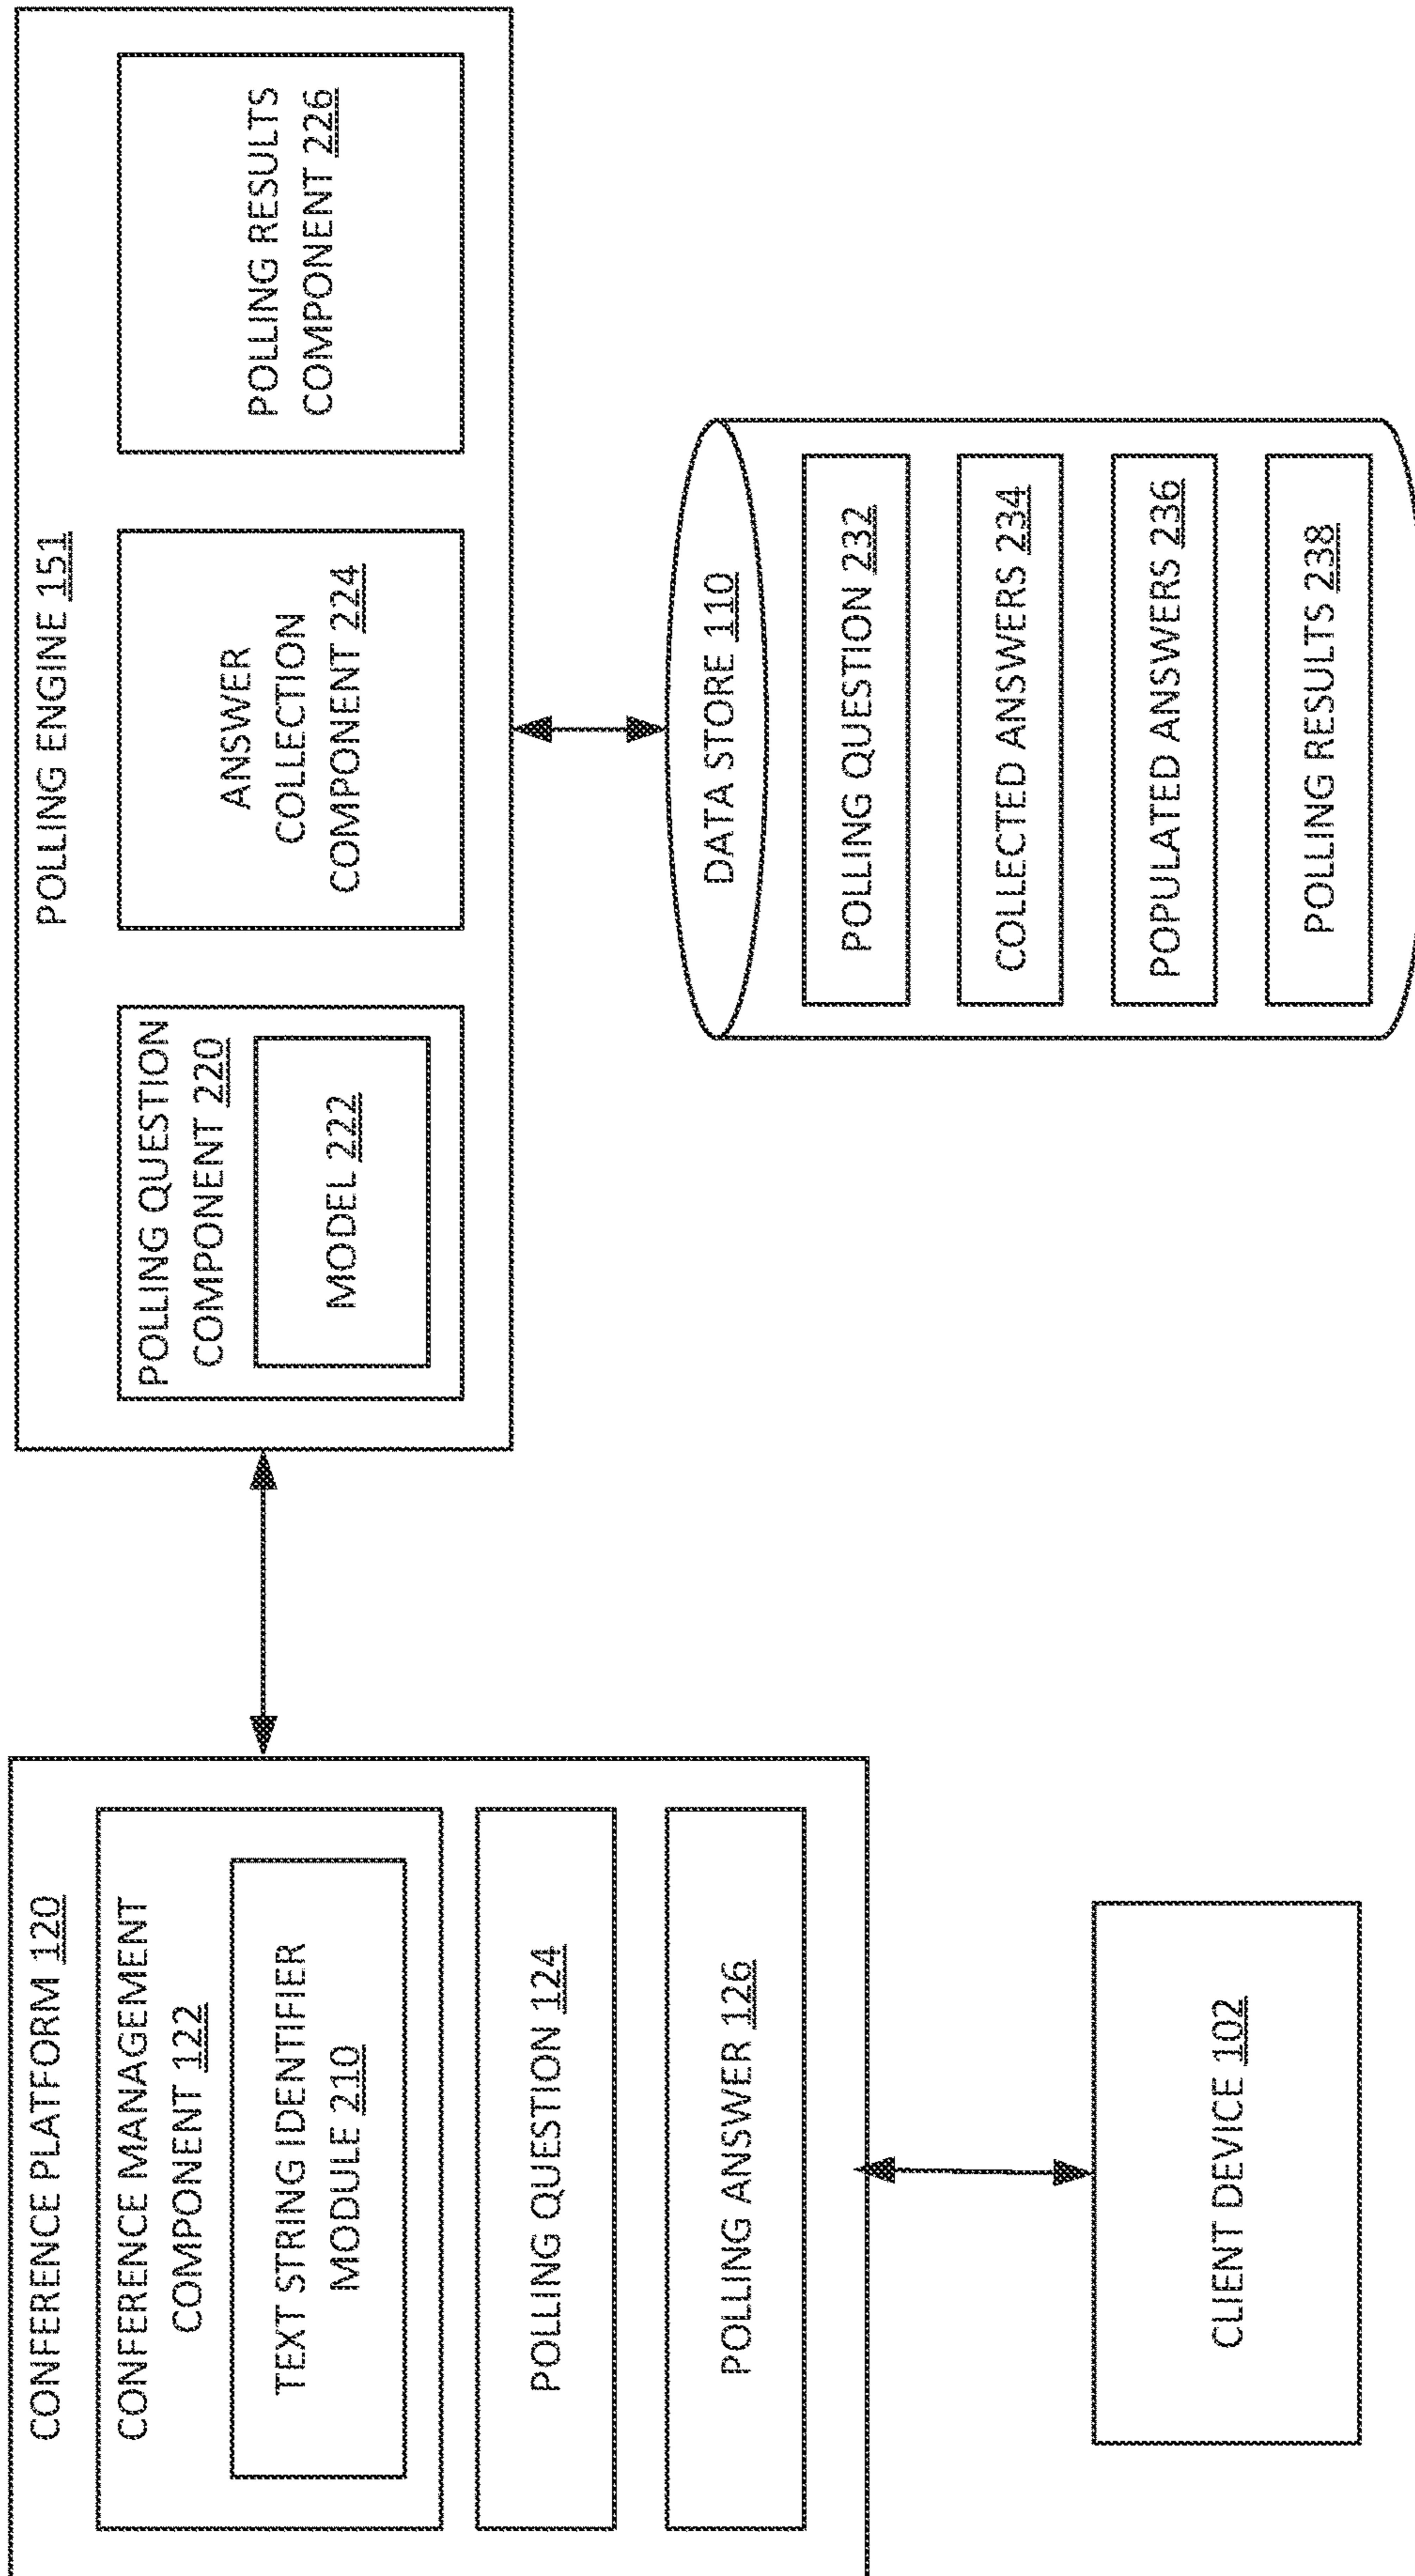 CONFERENCE PLATFORM 120
CONFERENCE MANAGEMENT
COMPONENT 122
TEXT STRING IDENTIFIER
MODULE 210
POLLING QUESTION 124
POLLING ANSWER 126
CLIENT DEVICE 102
POLLING ENGINE 151
POLLING QUESTION
COMPONENT 220
MODEL 222
ANSWER
COLLECTION
COMPONENT 224
POLLING RESULTS
COMPONENT 226
DATA STORE 110
POLLING QUESTION 232
COLLECTED ANSWERS 234
POPULATED ANSWERS 236
POLLING RESULTS 238